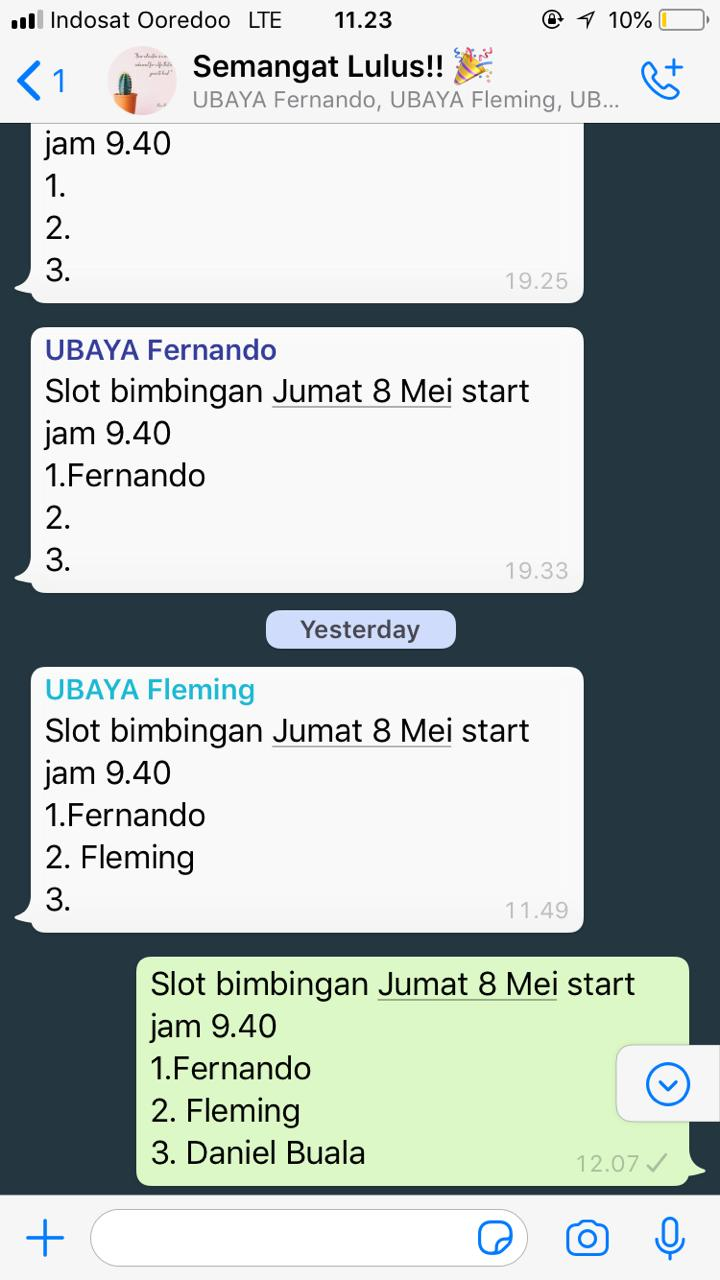 Indosat Ooredoo LTE 11.23 10%
1 Semangat Lulus!! 🎉
UBAYA Fernando, UBAYA Fleming, UB...
jam 9.40
1.
2.
3.
19.25
UBAYA Fernando
Slot bimbingan Jumat 8 Mei start
jam 9.40
1.Fernando
2.
3.
19.33
Yesterday
UBAYA Fleming
Slot bimbingan Jumat 8 Mei start
jam 9.40
1.Fernando
2. Fleming
3.
11.49
Slot bimbingan Jumat 8 Mei start
jam 9.40
1.Fernando
2. Fleming
3. Daniel Buala
12.07